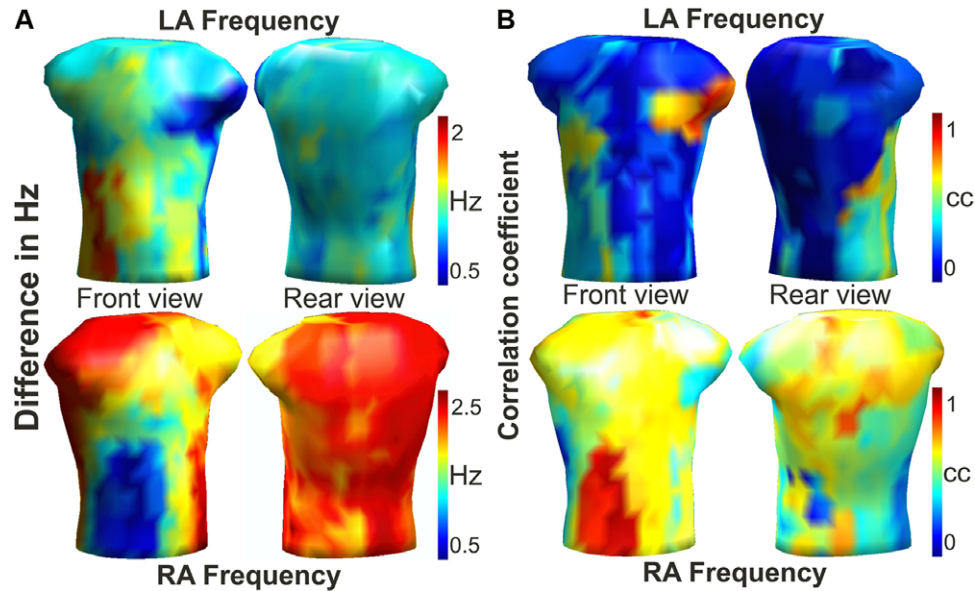 A
LA Frequency
B
LA Frequency
Difference in Hz
2
Hz
0.5
Correlation coefficient
1
cc
0
Front view
Rear view
Front view
Rear view
2.5
Hz
0.5
1
cc
0
RA Frequency
RA Frequency